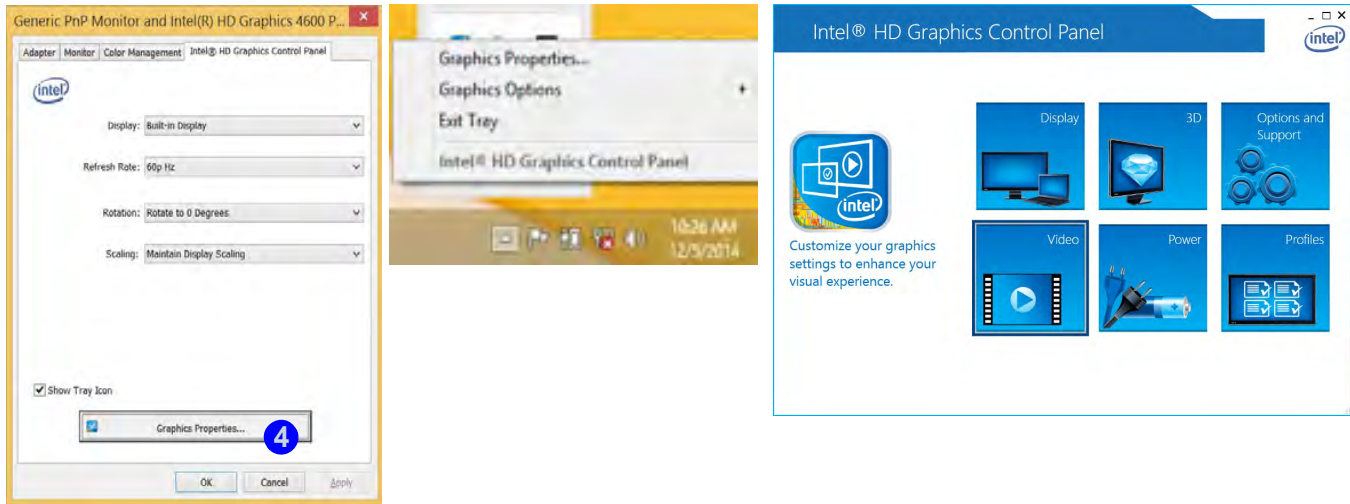 Generic PnP Monitor and Intel(R) HD Graphics 4600 P...
Adapter Monitor Color Management Intel® HD Graphics Control Panel
intel
Display: Built-in Display
Refresh Rate: 60p Hz
Rotation: Rotate to 0 Degrees
Scaling: Maintain Display Scaling
Show Tray Icon
Graphics Properties...
4
OK Cancel Apply
Graphics Properties...
Graphics Options
Exit Tray
Intel® HD Graphics Control Panel
10:26 AM
12/5/2014
Intel® HD Graphics Control Panel
intel
intel
Customize your graphics
settings to enhance your
visual experience.
Display
3D
Options and
Support
Video
Power
Profiles